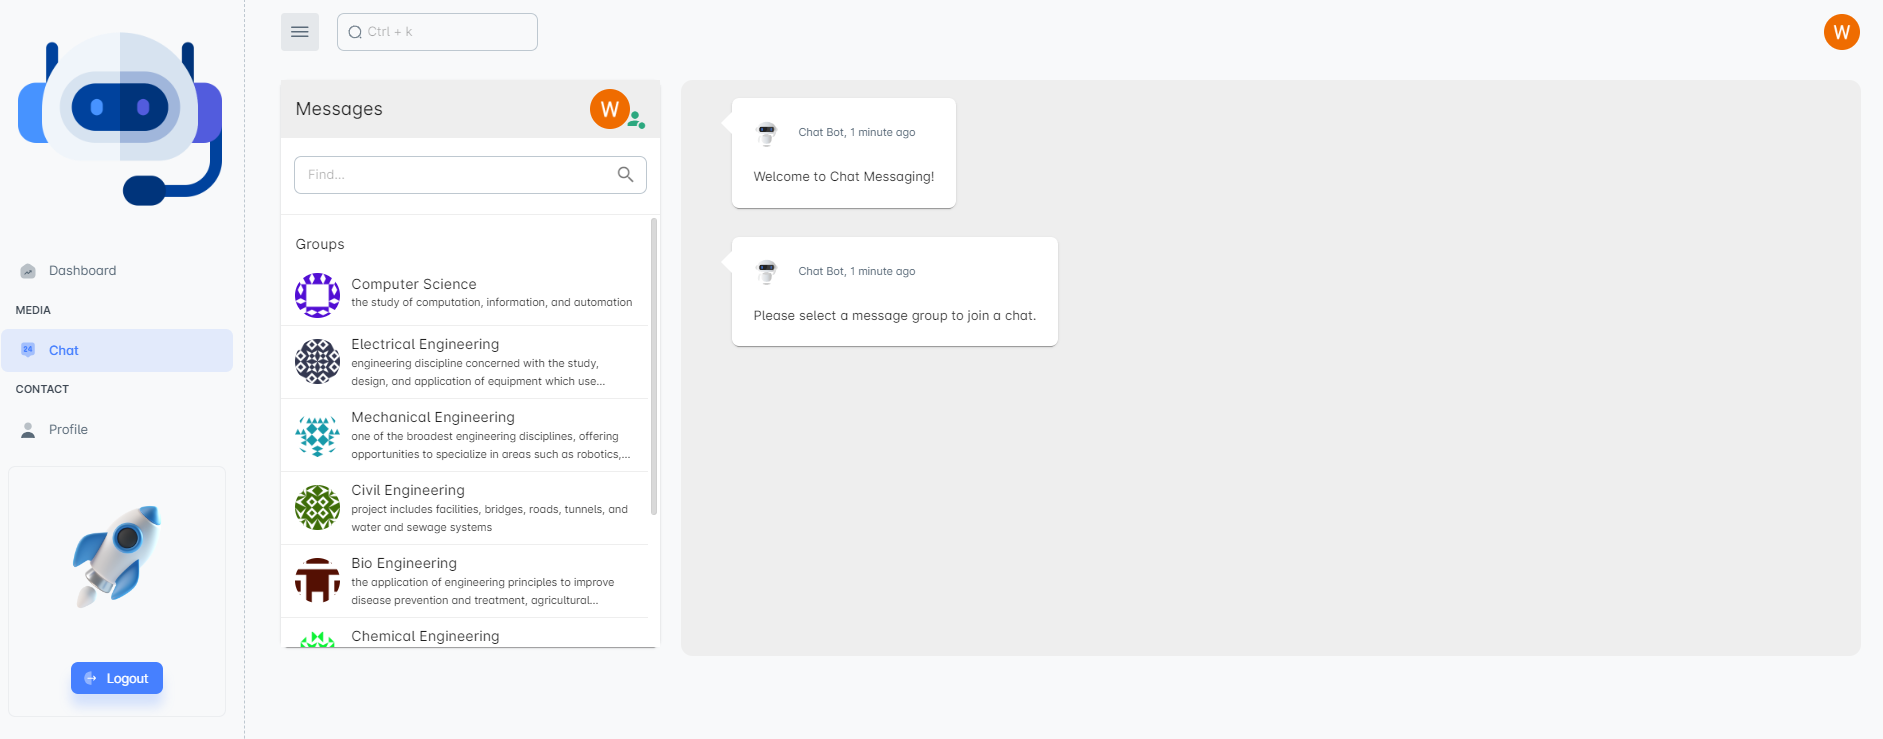 Ctrl + k
W
Dashboard
MEDIA
24
Chat
CONTACT
Profile
Logout
Messages
W
Find...
Groups
Computer Science
the study of computation, information, and automation
Electrical Engineering
engineering discipline concerned with the study,
design, and application of equipment which use...
Mechanical Engineering
one of the broadest engineering disciplines, offering
opportunities to specialize in areas such as robotics,...
Civil Engineering
project includes facilities, bridges, roads, tunnels, and
water and sewage systems
Bio Engineering
the application of engineering principles to improve
disease prevention and treatment, agricultural...
Chemical Engineering
Chat Bot, 1 minute ago
Welcome to Chat Messaging!
Chat Bot, 1 minute ago
Please select a message group to join a chat.